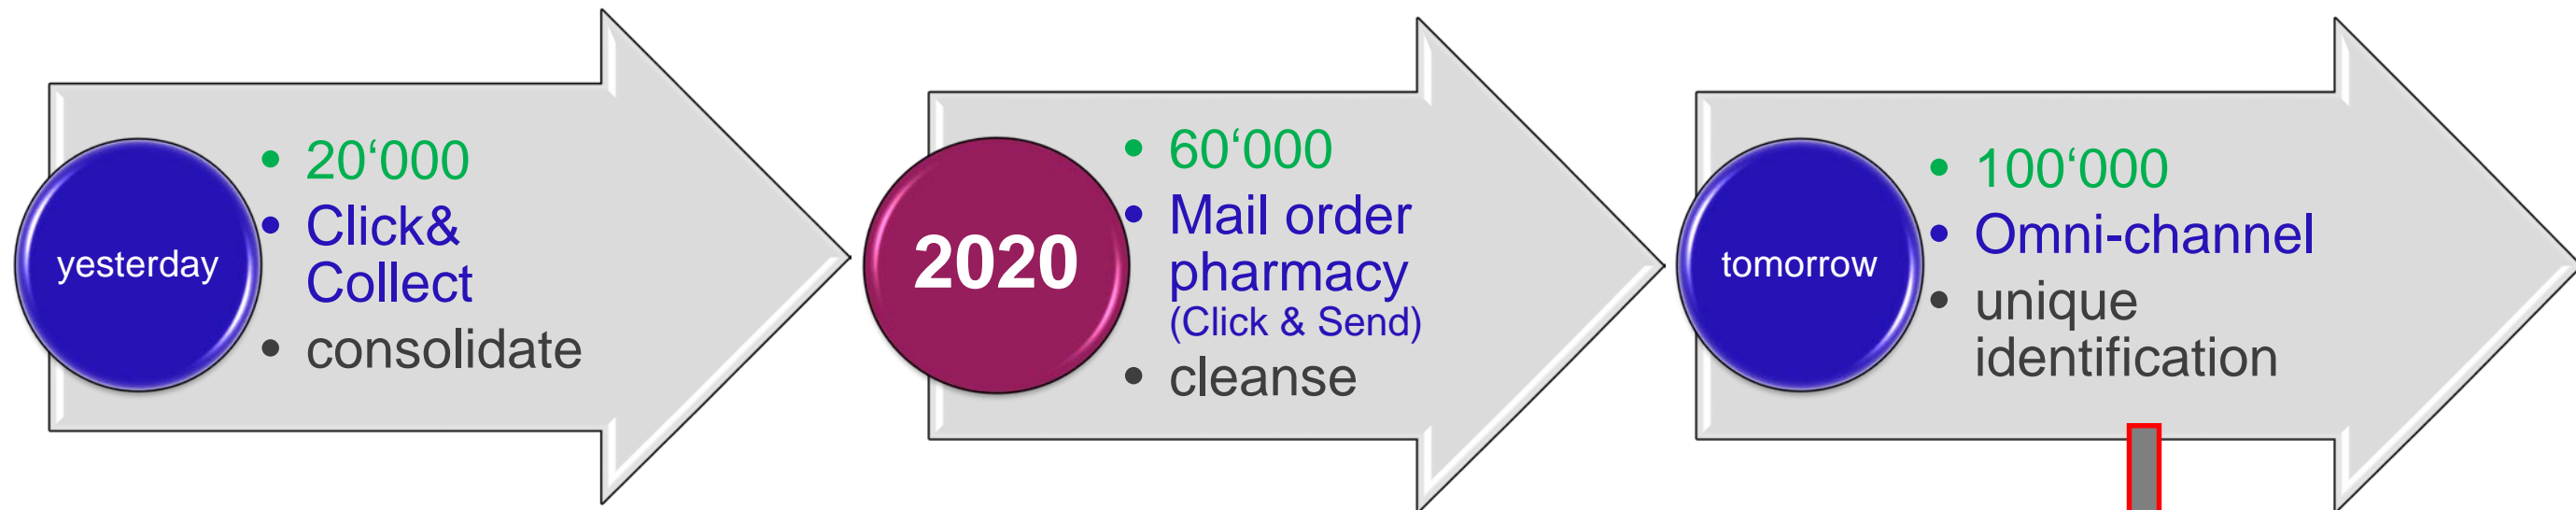 yesterday
• 20‘000
• Click&
Collect
• consolidate
2020
• 60‘000
• Mail order
pharmacy
(Click & Send)
• cleanse
tomorrow
• 100‘000
• Omni-channel
• unique
identification